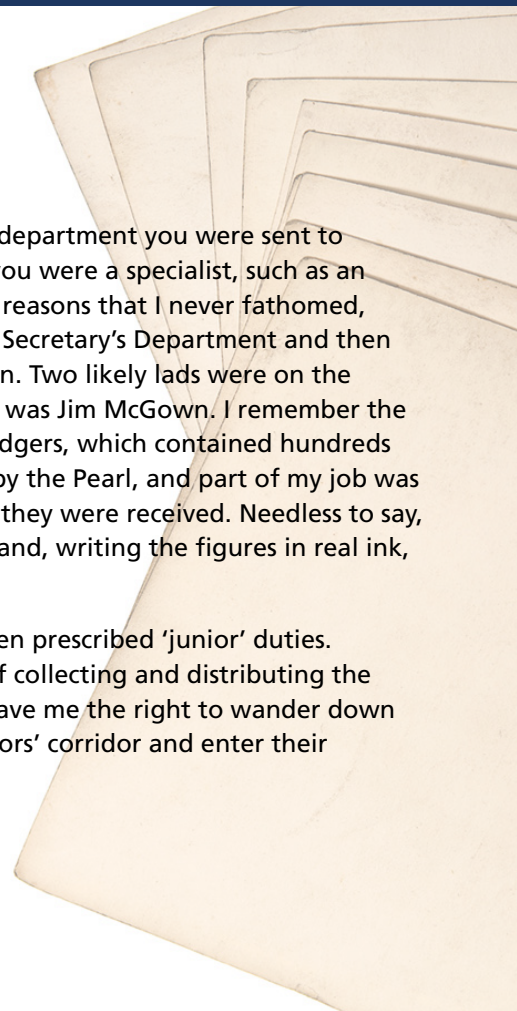 department you were sent to
ou were a specialist, such as an
reasons that I never fathomed,
Secretary’s Department and then
n. Two likely lads were on the
was Jim McGown. I remember the
dgers, which contained hundreds
by the Pearl, and part of my job was
they were received. Needless to say,
and, writing the figures in real ink,
en prescribed ‘junior’ duties.
f collecting and distributing the
ave me the right to wander down
ors’ corridor and enter their